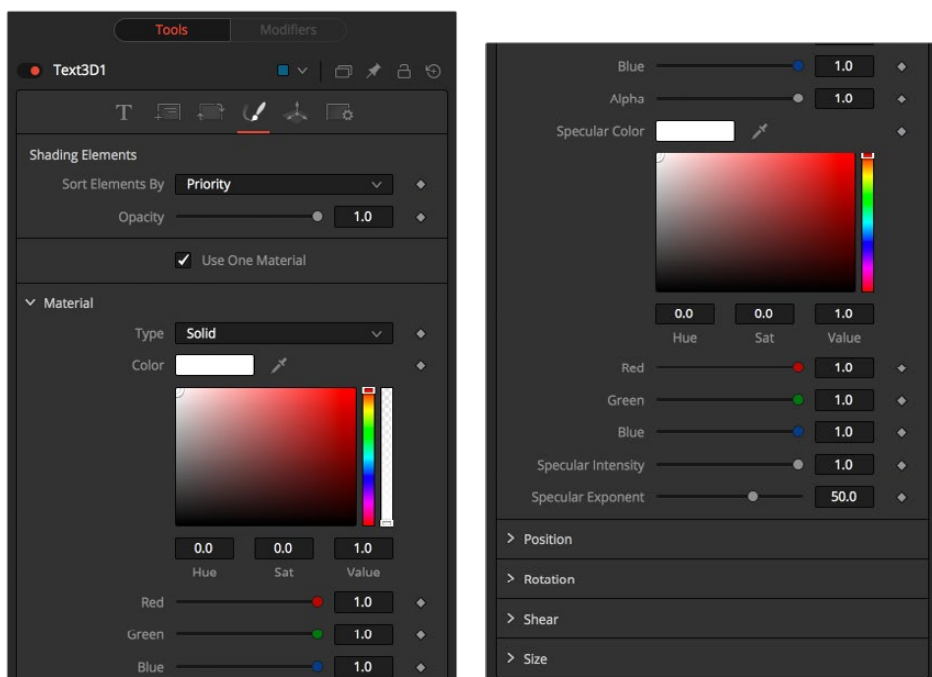 Tools Modifiers
Text3D1
T
Shading Elements
Sort Elements By Priority
Opacity 1.0
Use One Material
Material
Type Solid
Color
0.0 0.0 1.0
Hue Sat Value
Red 1.0
Green 1.0
Blue 1.0
Blue 1.0
Alpha 1.0
Specular Color
0.0 0.0 1.0
Hue Sat Value
Red 1.0
Green 1.0
Blue 1.0
Specular Intensity 1.0
Specular Exponent 50.0
Position
Rotation
Shear
Size